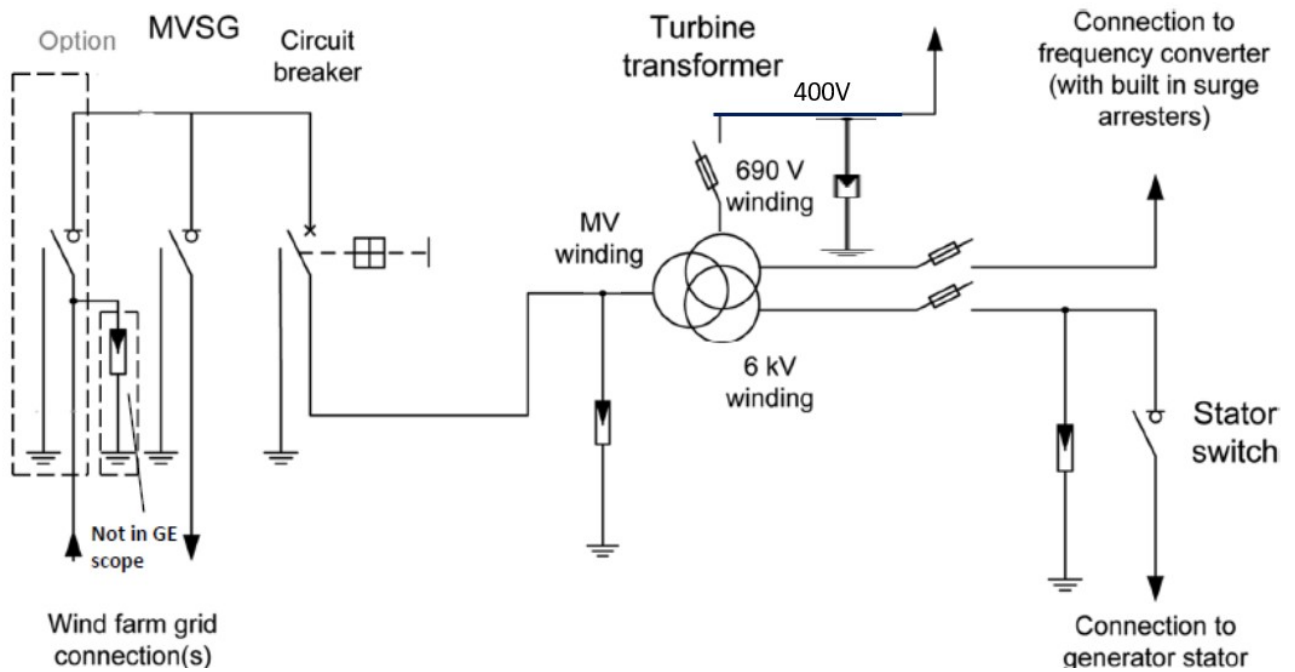 Option
MVSG
Circuit
breaker
Turbine
transformer
400V
Connection to
frequency converter
(with built in surge
arresters)
690 V
winding
MV
winding
6 kV
winding
Stator
switch
Not in GE
scope
Wind farm grid
connection(s)
Connection to
generator stator